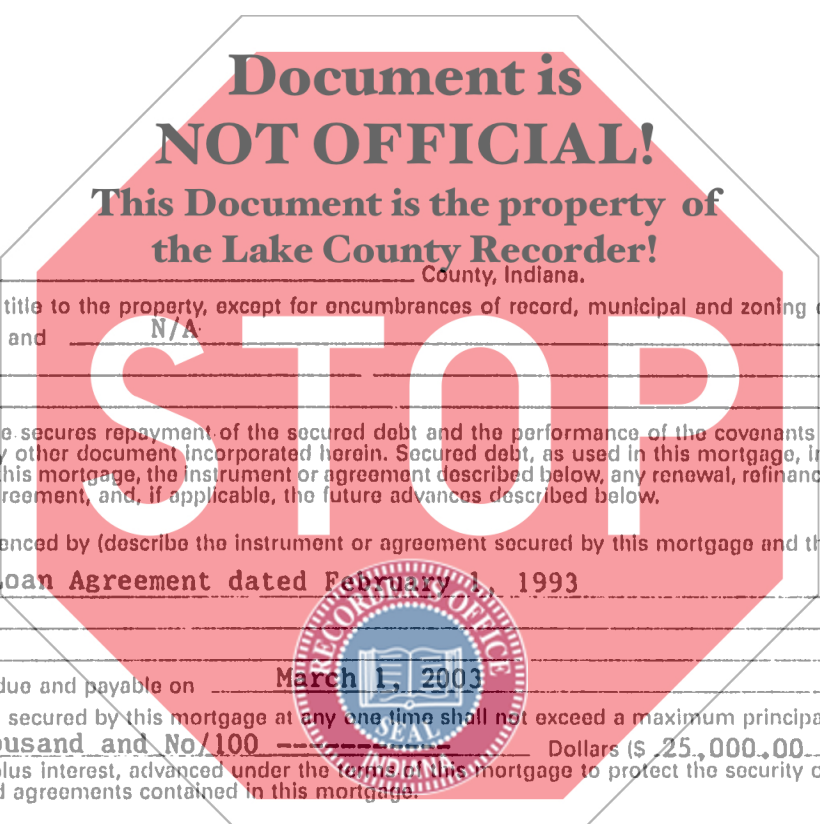 Document is
NOT OFFICIAL!
This Document is the property of
the Lake County Recorder!
County, Indiana.
title to the property, except for encumbrances of record, municipal and zoning
and N/A
STOP
e secures repayment of the secured debt and the performance of the covenants
y other document incorporated herein. Secured debt, as used in this mortgage, in
his mortgage, the instrument or agreement described below, any renewal, refinanc
reement, and, if applicable, the future advances described below.
enced by (describe the instrument or agreement secured by this mortgage and th
Loan Agreement dated February 1, 1993
RECORDER'S OFFICE
due and payable on March 1, 2003
secured by this mortgage at any one time shall not exceed a maximum principa
SEAL
ousand and No/100 ---------------- Dollars ($ 25,000.00
INDIANA
plus interest, advanced under the terms of this mortgage to protect the security o
d agreements contained in this mortgage.